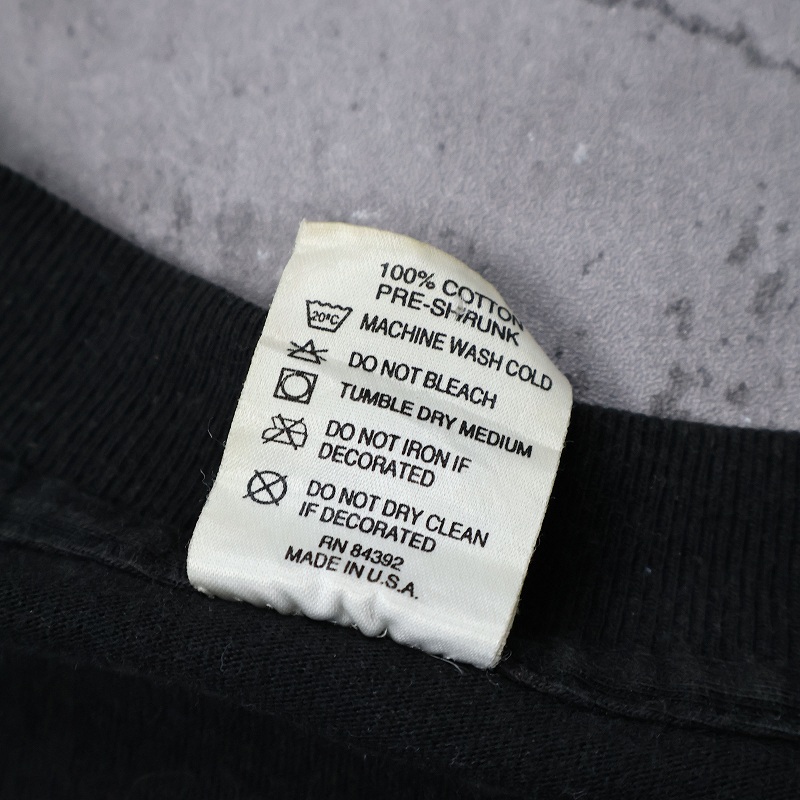 100% COTTON
PRE-SHRUNK
20°C MACHINE WASH COLD
DO NOT BLEACH
TUMBLE DRY MEDIUM
DO NOT IRON IF
DECORATED
DO NOT DRY CLEAN
IF DECORATED
RN 84392
MADE IN U.S.A.